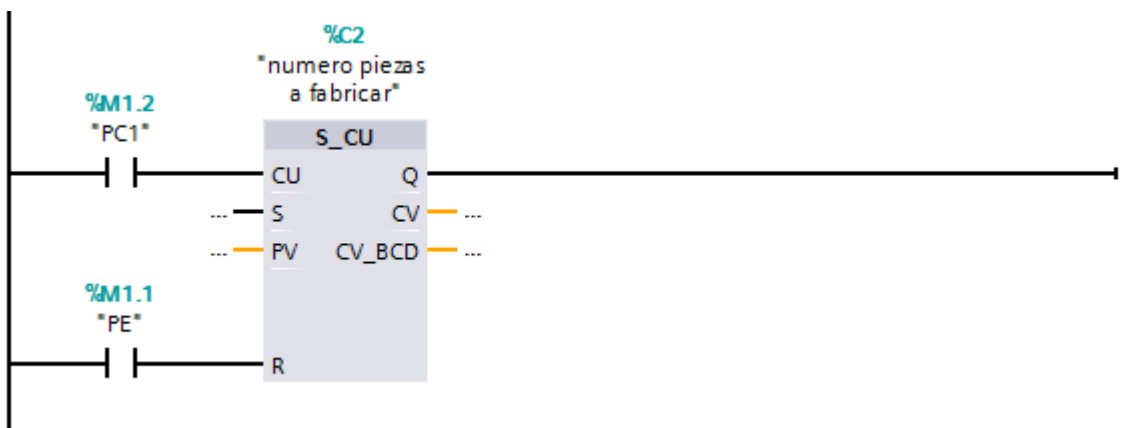 %C2
"numero piezas
a fabricar"
%M1.2
"PC1"
S_CU
CU Q
... S CV ...
... PV CV_BCD ...
%M1.1
"PE"
R